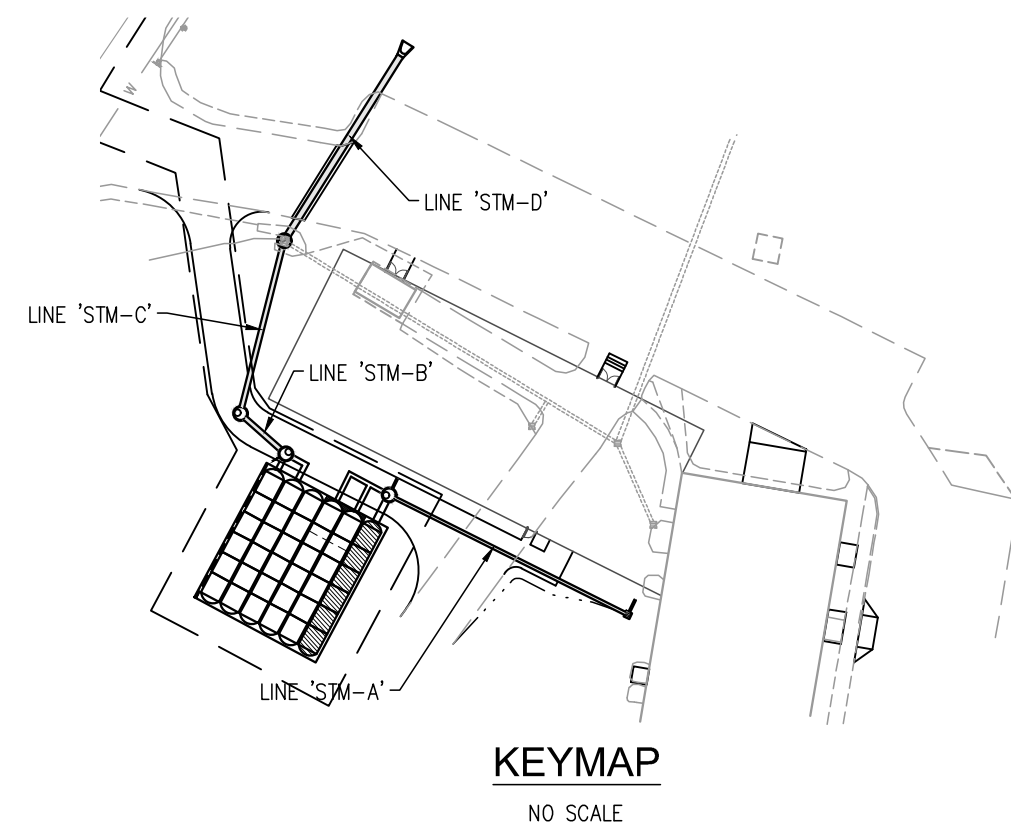 W
LINE 'STM-D'
LINE 'STM-C'
LINE 'STM-B'
LINE 'STM-A'
KEYMAP
NO SCALE